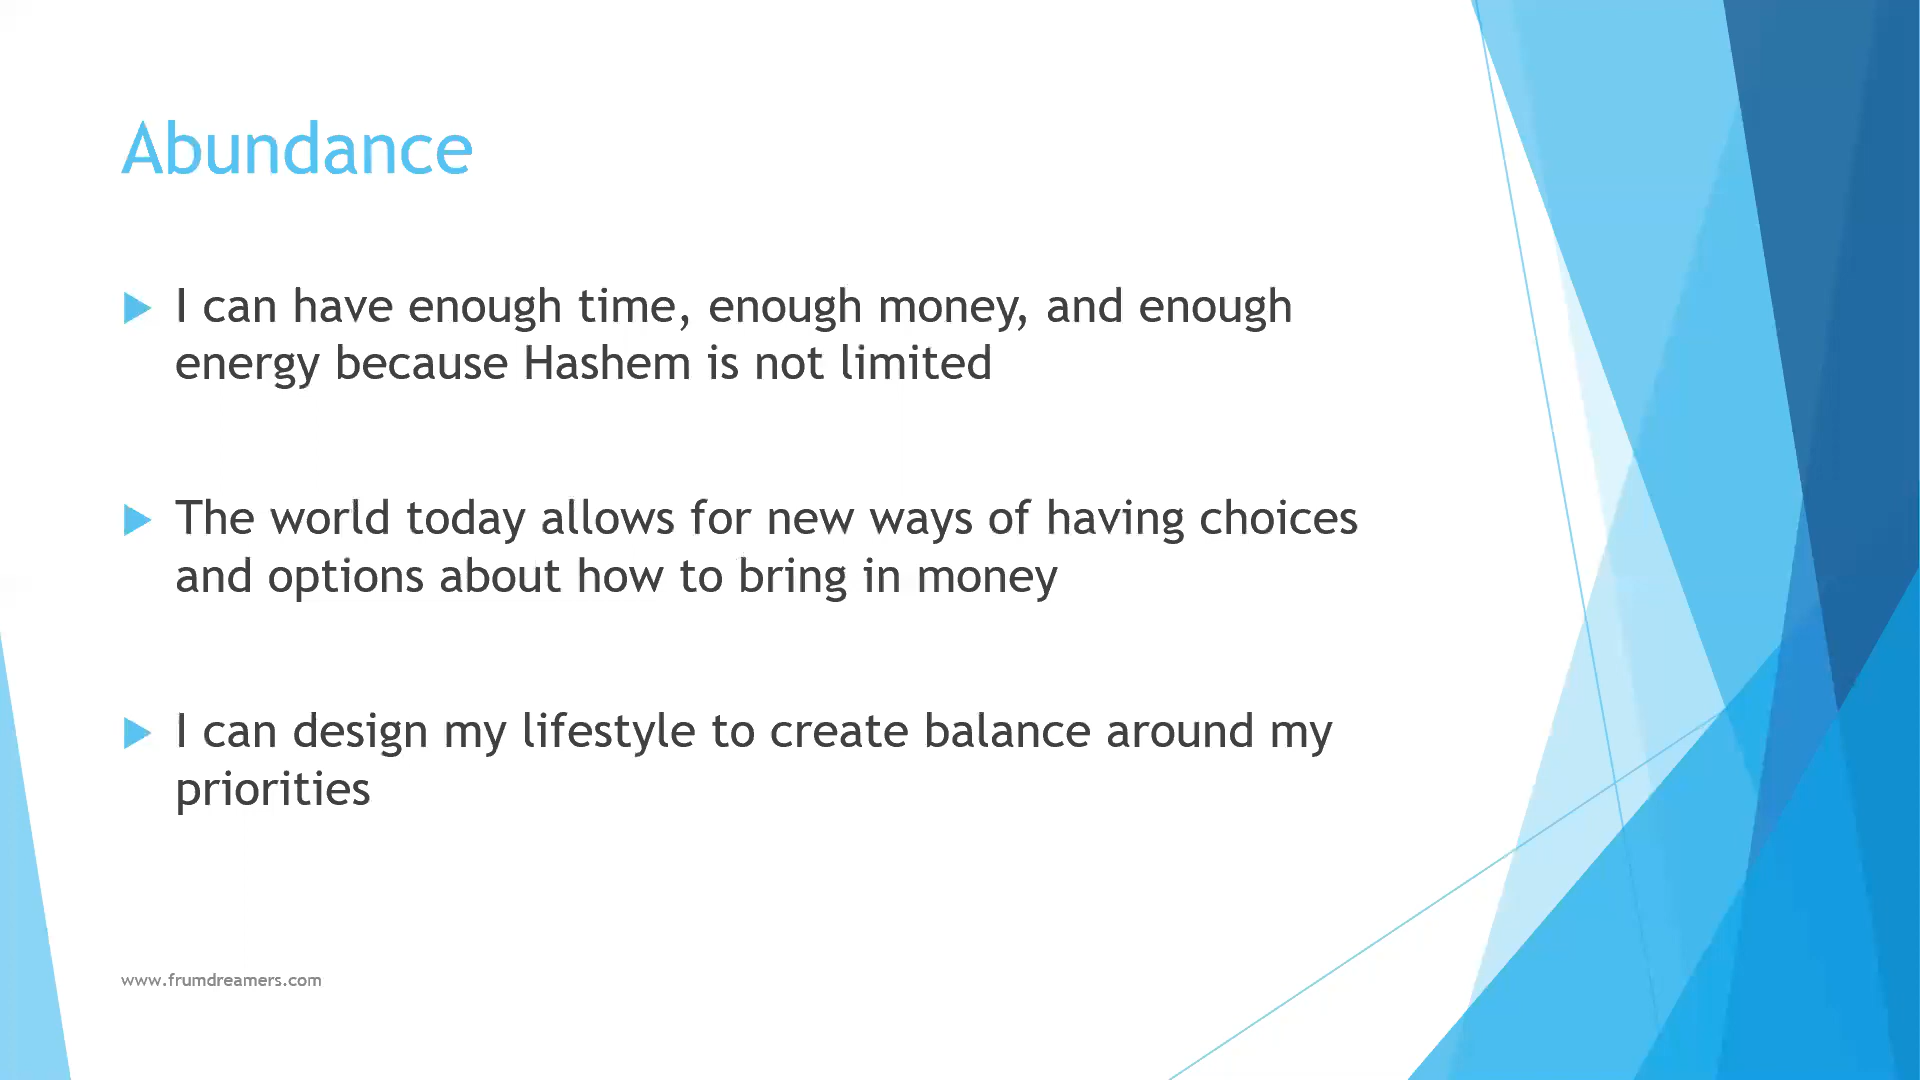 Abundance
I can have enough time, enough money, and enough
energy because Hashem is not limited
The world today allows for new ways of having choices
and options about how to bring in money
I can design my lifestyle to create balance around my
priorities
www.frumdreamers.com